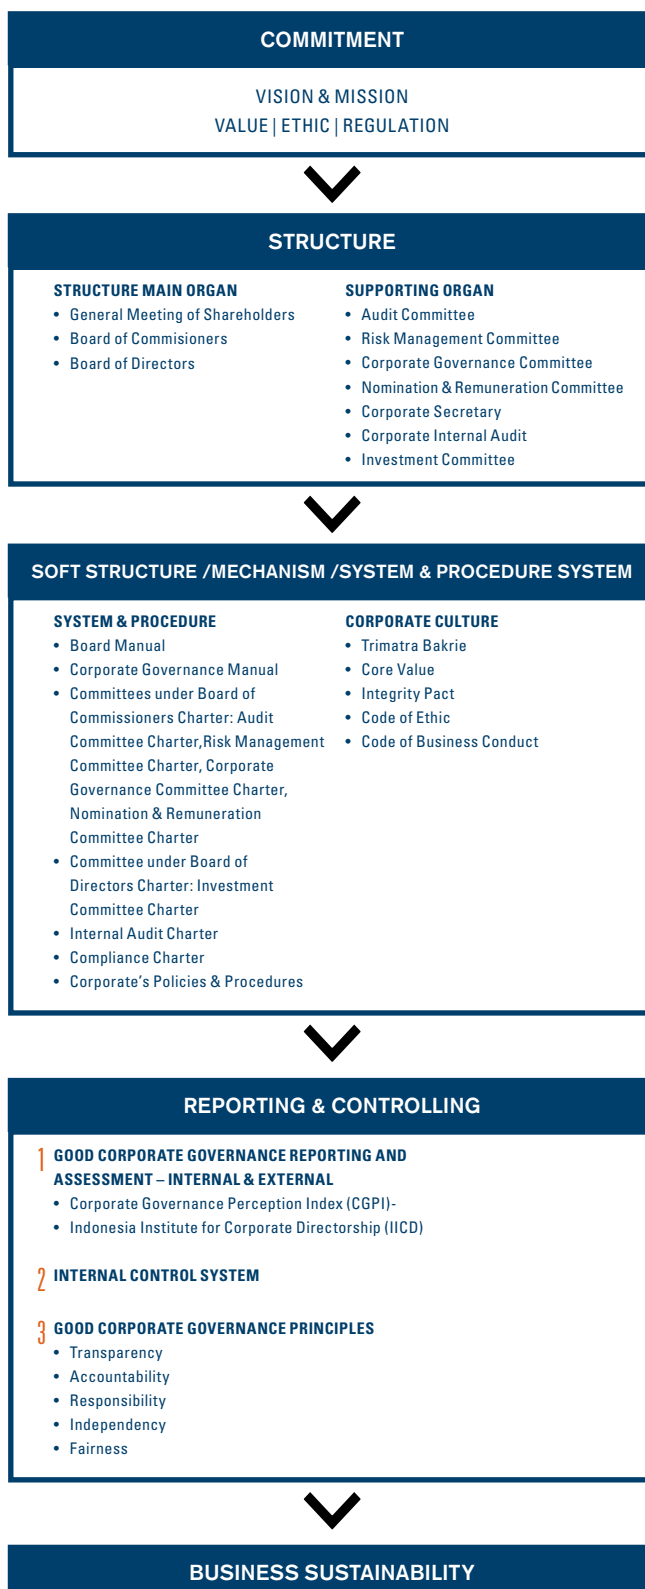 COMMITMENT
VISION & MISSION
VALUE | ETHIC | REGULATION
STRUCTURE
STRUCTURE MAIN ORGAN
• General Meeting of Shareholders
• Board of Commisioners
• Board of Directors
SUPPORTING ORGAN
• Audit Committee
• Risk Management Committee
• Corporate Governance Committee
• Nomination & Remuneration Committee
• Corporate Secretary
• Corporate Internal Audit
• Investment Committee
SOFT STRUCTURE /MECHANISM /SYSTEM & PROCEDURE SYSTEM
SYSTEM & PROCEDURE
• Board Manual
• Corporate Governance Manual
• Committees under Board of
Commissioners Charter: Audit
Committee Charter,Risk Management
Committee Charter, Corporate
Governance Committee Charter,
Nomination & Remuneration
Committee Charter
• Committee under Board of
Directors Charter: Investment
Committee Charter
• Internal Audit Charter
• Compliance Charter
• Corporate's Policies & Procedures
CORPORATE CULTURE
• Trimatra Bakrie
• Core Value
• Integrity Pact
• Code of Ethic
• Code of Business Conduct
REPORTING & CONTROLLING
1 GOOD CORPORATE GOVERNANCE REPORTING AND
ASSESSMENT – INTERNAL & EXTERNAL
• Corporate Governance Perception Index (CGPI)-
• Indonesia Institute for Corporate Directorship (IICD)
2 INTERNAL CONTROL SYSTEM
3 GOOD CORPORATE GOVERNANCE PRINCIPLES
• Transparency
• Accountability
• Responsibility
• Independency
• Fairness
BUSINESS SUSTAINABILITY